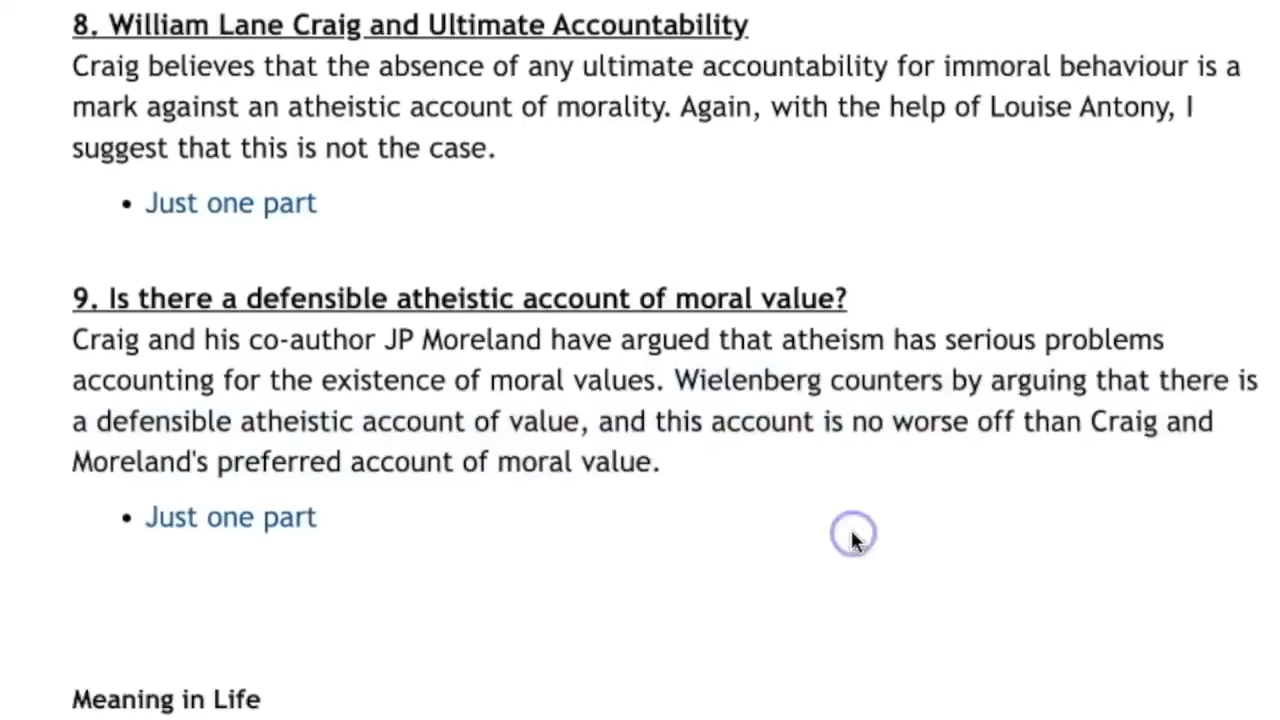 8. William Lane Craig and Ultimate Accountability
Craig believes that the absence of any ultimate accountability for immoral behaviour is a
mark against an atheistic account of morality. Again, with the help of Louise Antony, I
suggest that this is not the case.
• Just one part
9. Is there a defensible atheistic account of moral value?
Craig and his co-author JP Moreland have argued that atheism has serious problems
accounting for the existence of moral values. Wielenberg counters by arguing that there is
a defensible atheistic account of value, and this account is no worse off than Craig and
Moreland's preferred account of moral value.
• Just one part
Meaning in Life